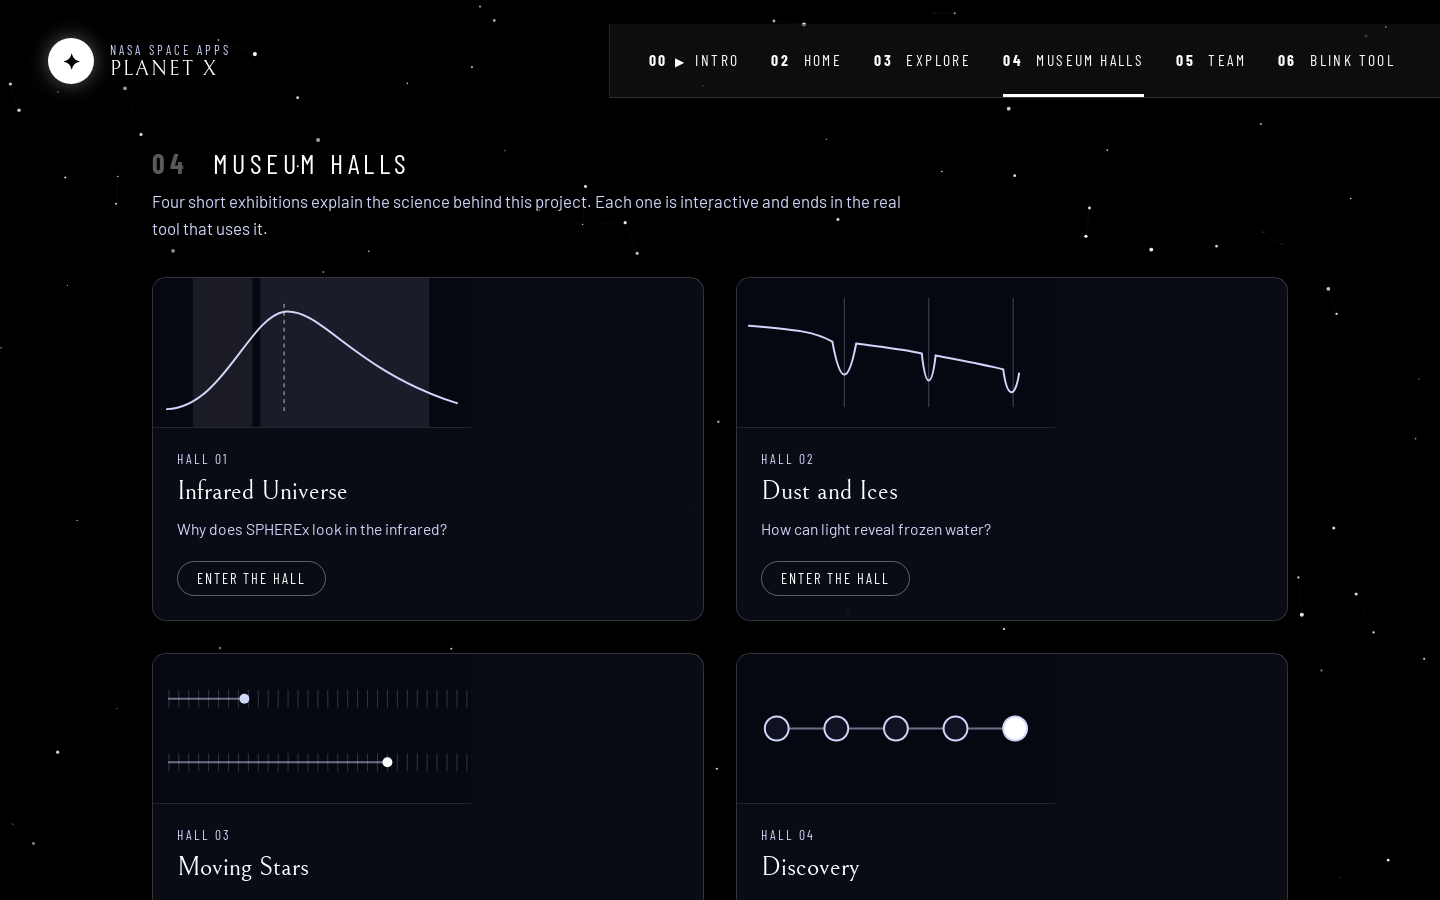 NASA SPACE APPS
PLANET X
00 ▶ INTRO
02 HOME
03 EXPLORE
04 MUSEUM HALLS
05 TEAM
06 BLINK TOOL
04 MUSEUM HALLS
Four short exhibitions explain the science behind this project. Each one is interactive and ends in the real
tool that uses it.
HALL 01
Infrared Universe
Why does SPHEREx look in the infrared?
ENTER THE HALL
HALL 02
Dust and Ices
How can light reveal frozen water?
ENTER THE HALL
HALL 03
Moving Stars
HALL 04
Discovery